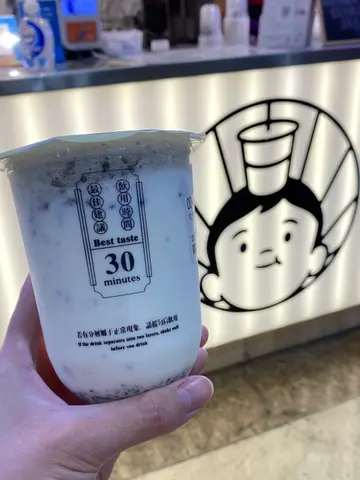 飲用時間
最佳建議
Best taste
30
minutes
If the drink separates into two layers, shake well
before you drink